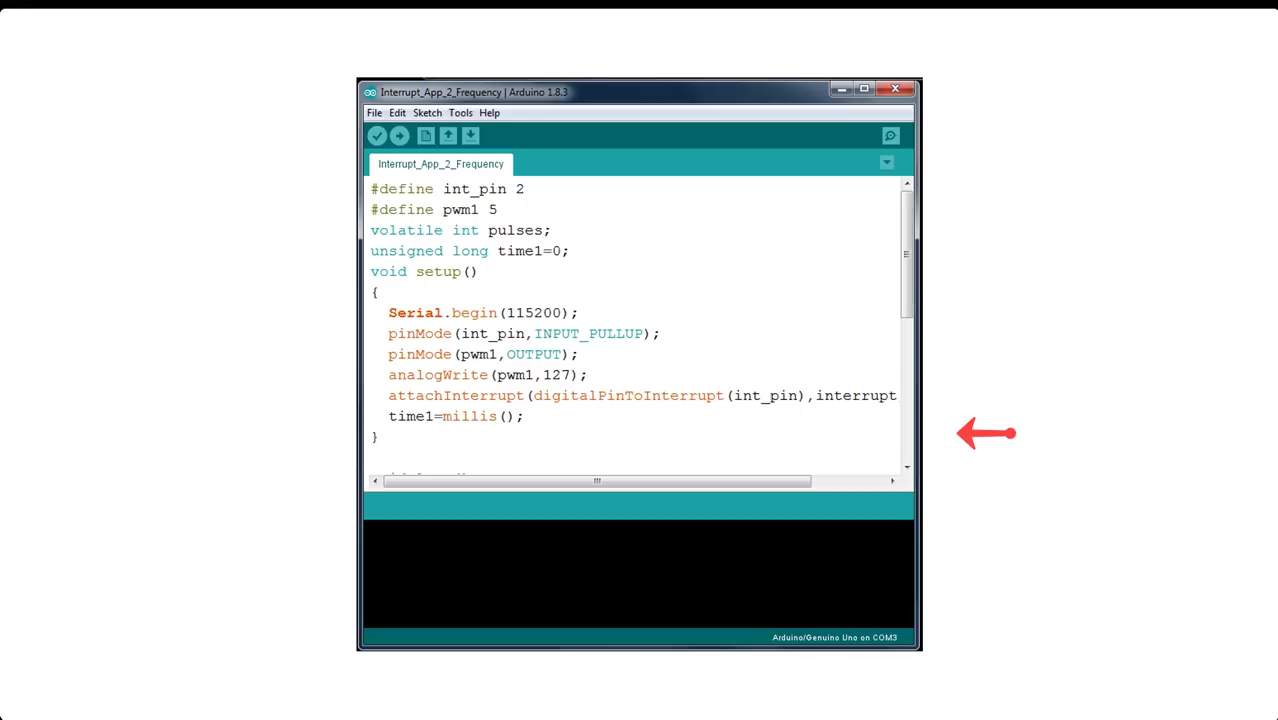 Interrupt_App_2_Frequency | Arduino 1.8.3
File Edit Sketch Tools Help
Interrupt_App_2_Frequency
#define int_pin 2
#define pwm1 5
volatile int pulses;
unsigned long time1=0;
void setup()
{
Serial.begin(115200);
pinMode(int_pin,INPUT_PULLUP);
pinMode(pwm1,OUTPUT);
analogWrite(pwm1,127);
attachInterrupt(digitalPinToInterrupt(int_pin),interrupt
time1=millis();
}
Arduino/Genuino Uno on COM3